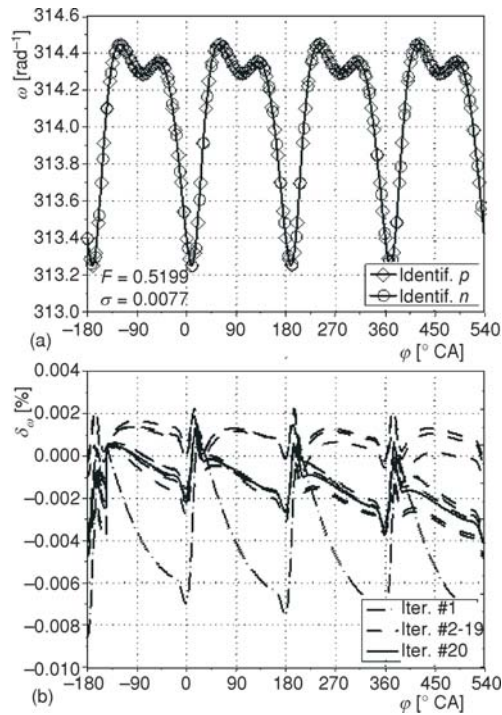 314.6
314.4
314.2
314.0
313.8
313.6
313.4
313.2
313.0
ω [rad⁻¹]
F = 0.5199
σ = 0.0077
Identif. p
Identif. n
−180 −90 0 90 180 270 360 450 540
(a)
φ [° CA]
0.004
0.002
0.000
−0.002
−0.004
−0.006
−0.008
−0.010
δω [%]
Iter. #1
Iter. #2-19
Iter. #20
−180 −90 0 90 180 270 360 450 540
(b)
φ [° CA]